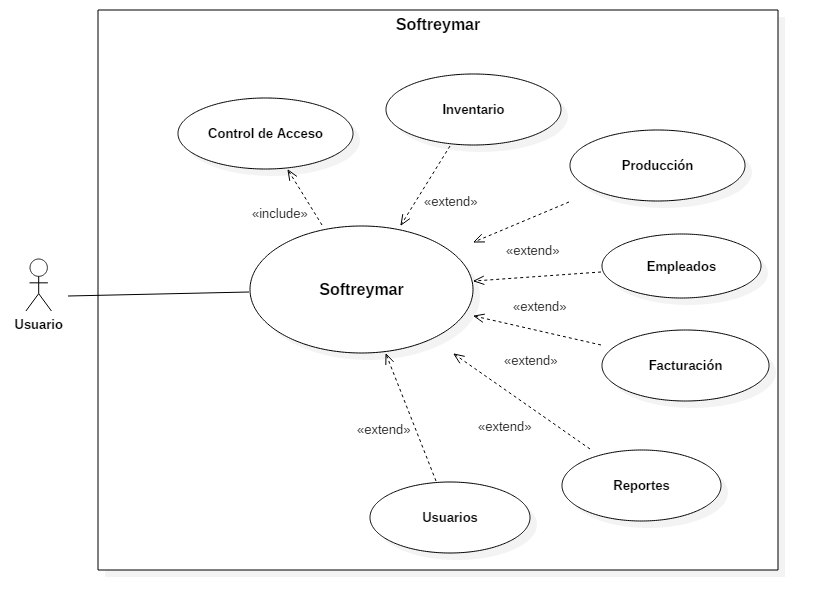 Softreymar
Inventario
Control de Acceso
Producción
«extend»
«include»
«extend»
Empleados
Softreymar
«extend»
Usuario
«extend»
Facturación
«extend»
«extend»
Reportes
Usuarios